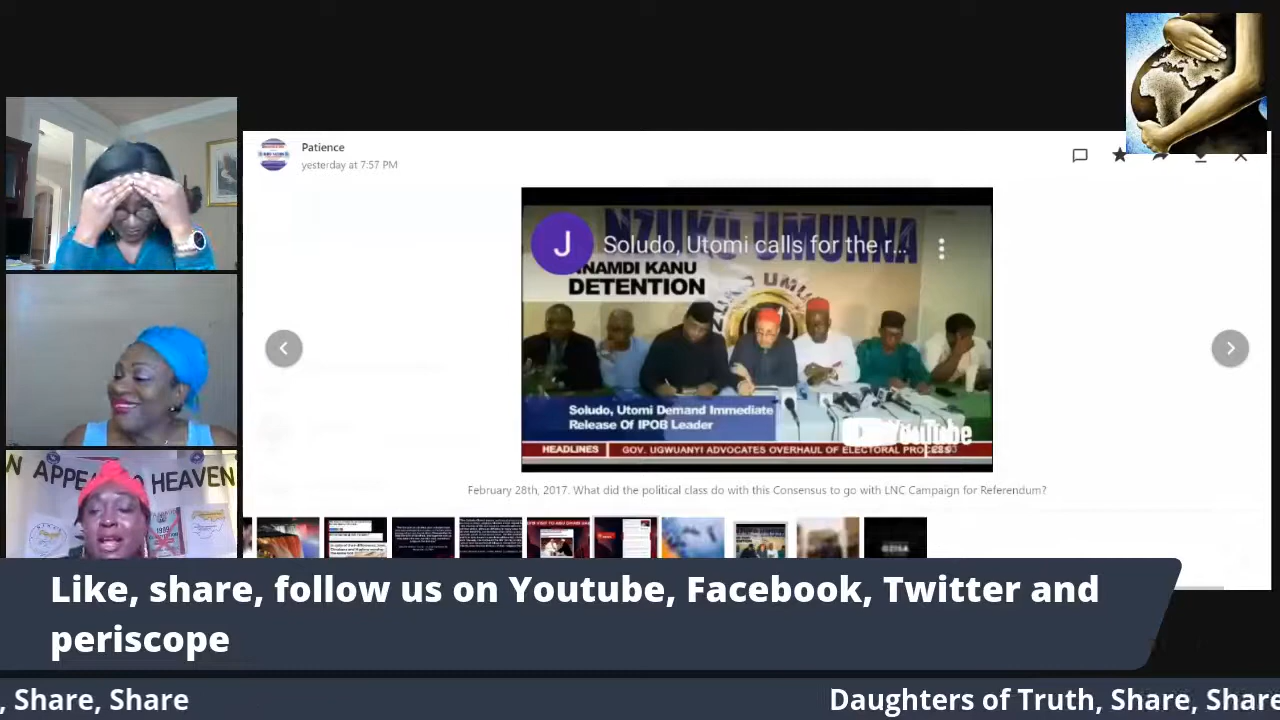 Patience
yesterday at 7:57 PM
NZUKO UMUNNA
J
Soludo, Utomi calls for the r...
NNAMDI KANU
DETENTION
Soludo, Utomi Demand Immediate
Release Of IPOB Leader
YouTube
HEADLINES
GOV. UGWUANYI ADVOCATES OVERHAUL OF ELECTORAL PROCESS
February 28th, 2017. What did the political class do with this Consensus to go with LNC Campaign for Referendum?
APPEAL TO HEAVEN
Like, share, follow us on Youtube, Facebook, Twitter and
periscope
, Share, Share
Daughters of Truth, Share, Share